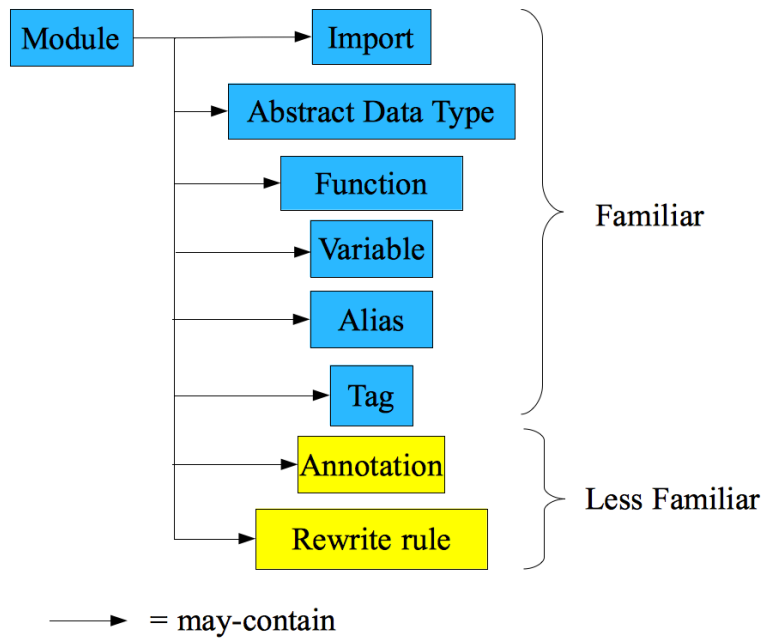 Module
Import
Abstract Data Type
Function
Variable
Alias
Tag
Annotation
Rewrite rule
Familiar
Less Familiar
= may-contain